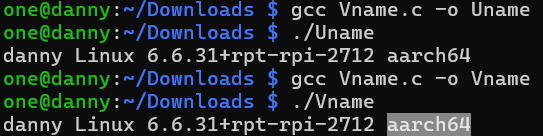 one@danny:~/Downloads $ gcc Vname.c -o Uname
one@danny:~/Downloads $ ./Uname
danny Linux 6.6.31+rpt-rpi-2712 aarch64
one@danny:~/Downloads $ gcc Vname.c -o Vname
one@danny:~/Downloads $ ./Vname
danny Linux 6.6.31+rpt-rpi-2712 aarch64